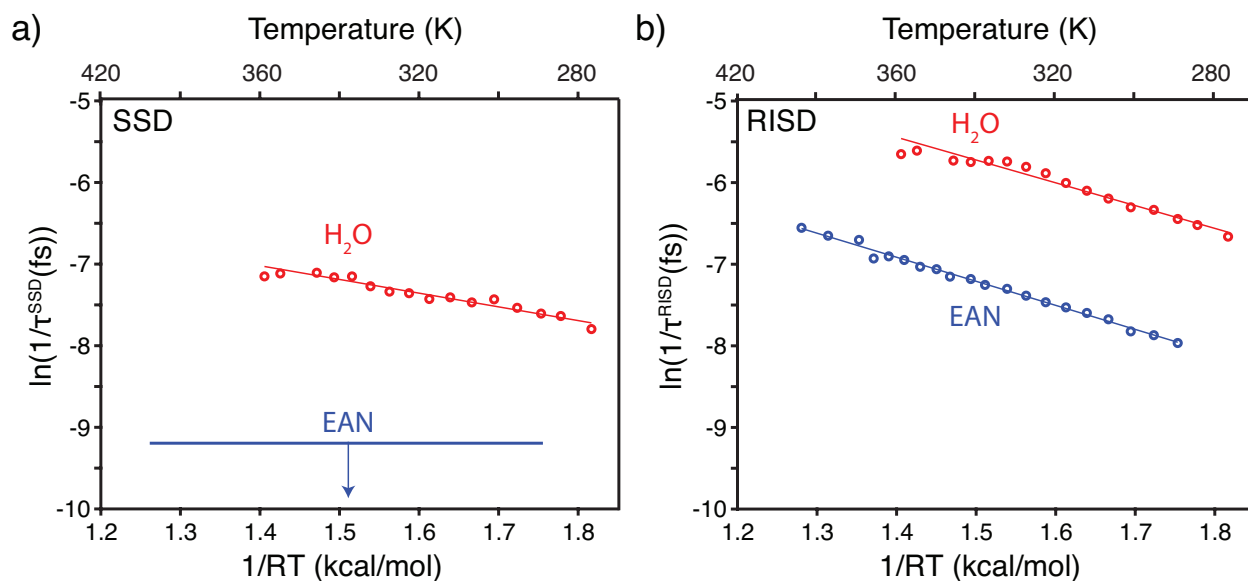 a)
Temperature (K)
420 360 320 280
-5
-6
-7
-8
-9
-10
SSD
H₂O
EAN
ln(1/τ^SSD(fs))
1.2 1.3 1.4 1.5 1.6 1.7 1.8
1/RT (kcal/mol)
b)
Temperature (K)
420 360 320 280
-5
-6
-7
-8
-9
-10
RISD
H₂O
EAN
ln(1/τ^RISD(fs))
1.2 1.3 1.4 1.5 1.6 1.7 1.8
1/RT (kcal/mol)